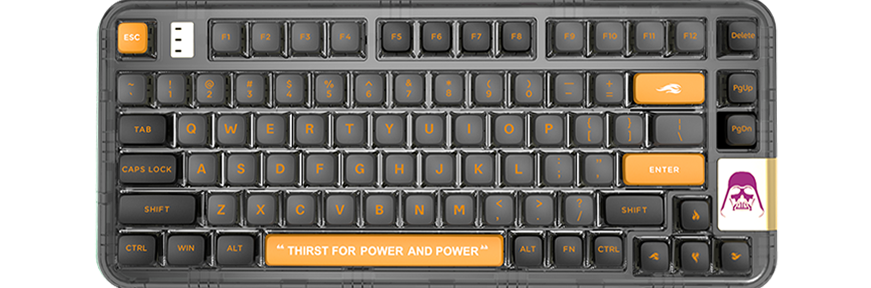 ESC F1 F2 F3 F4 F5 F6 F7 F8 F9 F10 F11 F12 Delete
~ ! 1 @ 2 # 3 $ 4 % 5 ^ 6 & 7 * 8 ( 9 ) 0 — + = PgUp
TAB Q W E R T Y U I O P { [ } ] | \ PgDn
CAPS LOCK A S D F G H J K L : ; " ' ENTER
SHIFT Z X C V B N M < , > . ? / SHIFT
CTRL WIN ALT “ THIRST FOR POWER AND POWER” ALT FN CTRL